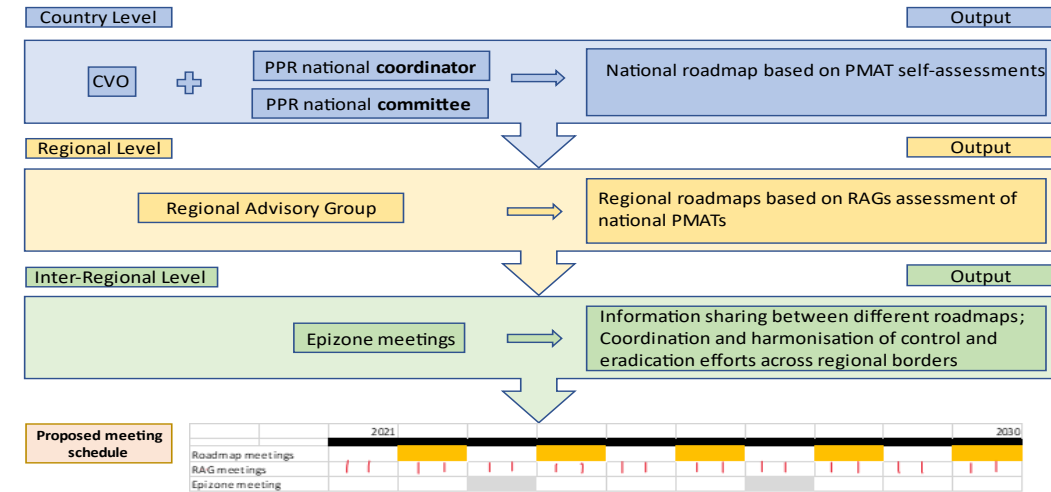 Country Level
Output
CVO
PPR national coordinator
PPR national committee
National roadmap based on PMAT self-assessments
Regional Level
Output
Regional Advisory Group
Regional roadmaps based on RAGs assessment of
national PMATs
Inter-Regional Level
Output
Epizone meetings
Information sharing between different roadmaps;
Coordination and harmonisation of control and
eradication efforts across regional borders
Proposed meeting
schedule
2021
2030
Roadmap meetings
RAG meetings
Epizone meeting